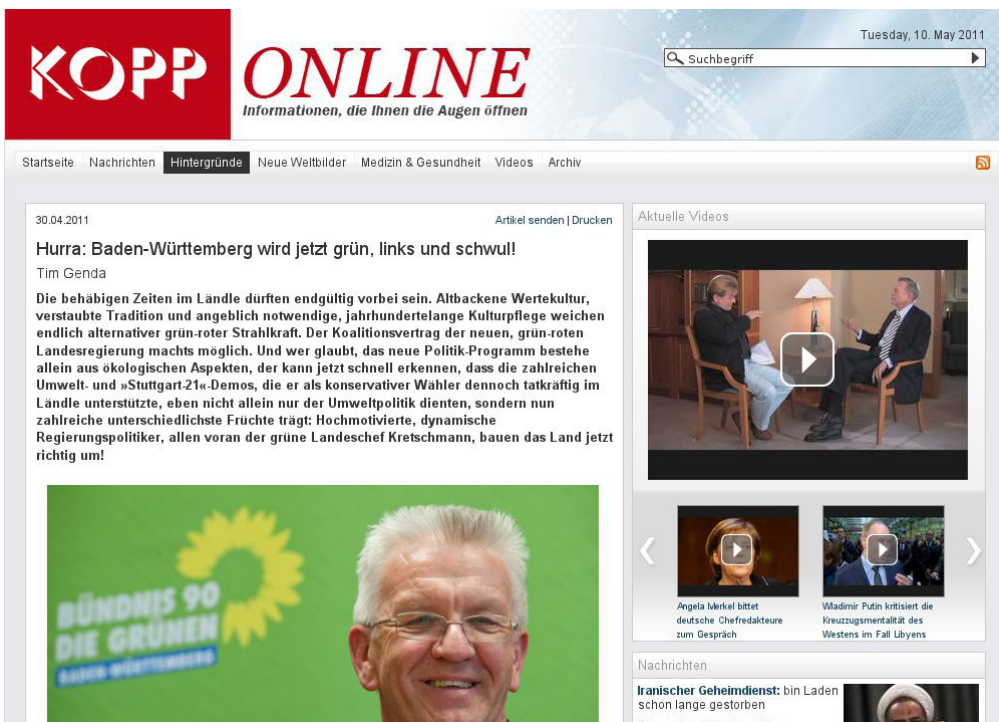 KOPP
ONLINE
Informationen, die Ihnen die Augen öffnen
Tuesday, 10. May 2011
Suchbegriff
Startseite Nachrichten Hintergründe Neue Weltbilder Medizin & Gesundheit Videos Archiv
30.04.2011
Artikel senden | Drucken
Hurra: Baden-Württemberg wird jetzt grün, links und schwul!
Tim Genda
Die behäbigen Zeiten im Ländle dürften endgültig vorbei sein. Altbackene Wertekultur,
verstaubte Tradition und angeblich notwendige, jahrhundertelange Kulturpflege weichen
endlich alternativer grün-roter Strahlkraft. Der Koalitionsvertrag der neuen, grün-roten
Landesregierung machts möglich. Und wer glaubt, das neue Politik-Programm bestehe
allein aus ökologischen Aspekten, der kann jetzt schnell erkennen, dass die zahlreichen
Umwelt- und »Stuttgart-21«-Demos, die er als konservativer Wähler dennoch tatkräftig im
Ländle unterstützte, eben nicht allein nur der Umweltpolitik dienten, sondern nun
zahlreiche unterschiedlichste Früchte trägt: Hochmotivierte, dynamische
Regierungspolitiker, allen voran der grüne Landeschef Kretschmann, bauen das Land jetzt
richtig um!
BÜNDNIS 90
DIE GRÜNEN
BADEN-WÜRTTEMBERG
Aktuelle Videos
Angela Merkel bittet
deutsche Chefredakteure
zum Gespräch
Wladimir Putin kritisiert die
Kreuzzugsmentalität des
Westens im Fall Libyens
Nachrichten
Iranischer Geheimdienst: bin Laden
schon lange gestorben